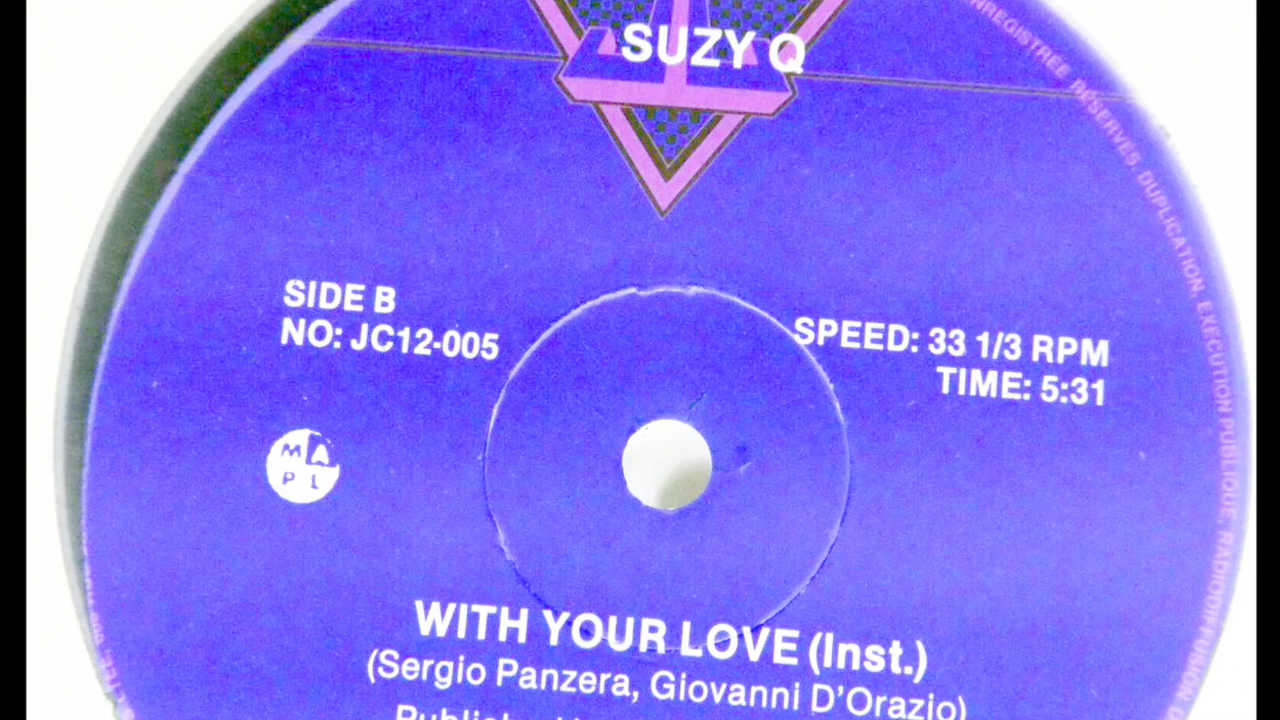 SUZY Q
SIDE B
NO: JC12-005
SPEED: 33 1/3 RPM
TIME: 5:31
M A
P L
WITH YOUR LOVE (Inst.)
(Sergio Panzera, Giovanni D'Orazio)
ENREGISTREE RESERVES. DUPLICATION, EXECUTION PUBLIQUE, RADIODIFFUSION